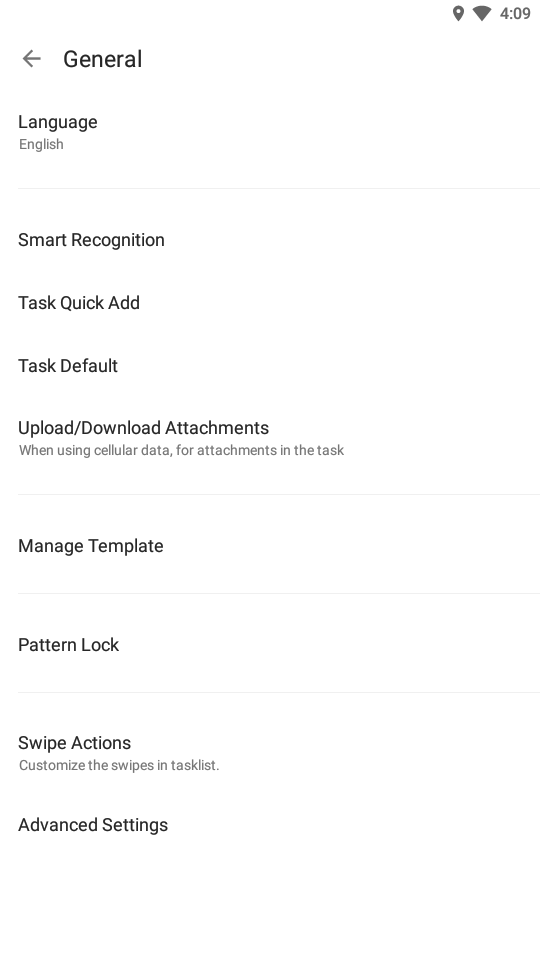 4:09
General
Language
English
Smart Recognition
Task Quick Add
Task Default
Upload/Download Attachments
When using cellular data, for attachments in the task
Manage Template
Pattern Lock
Swipe Actions
Customize the swipes in tasklist.
Advanced Settings